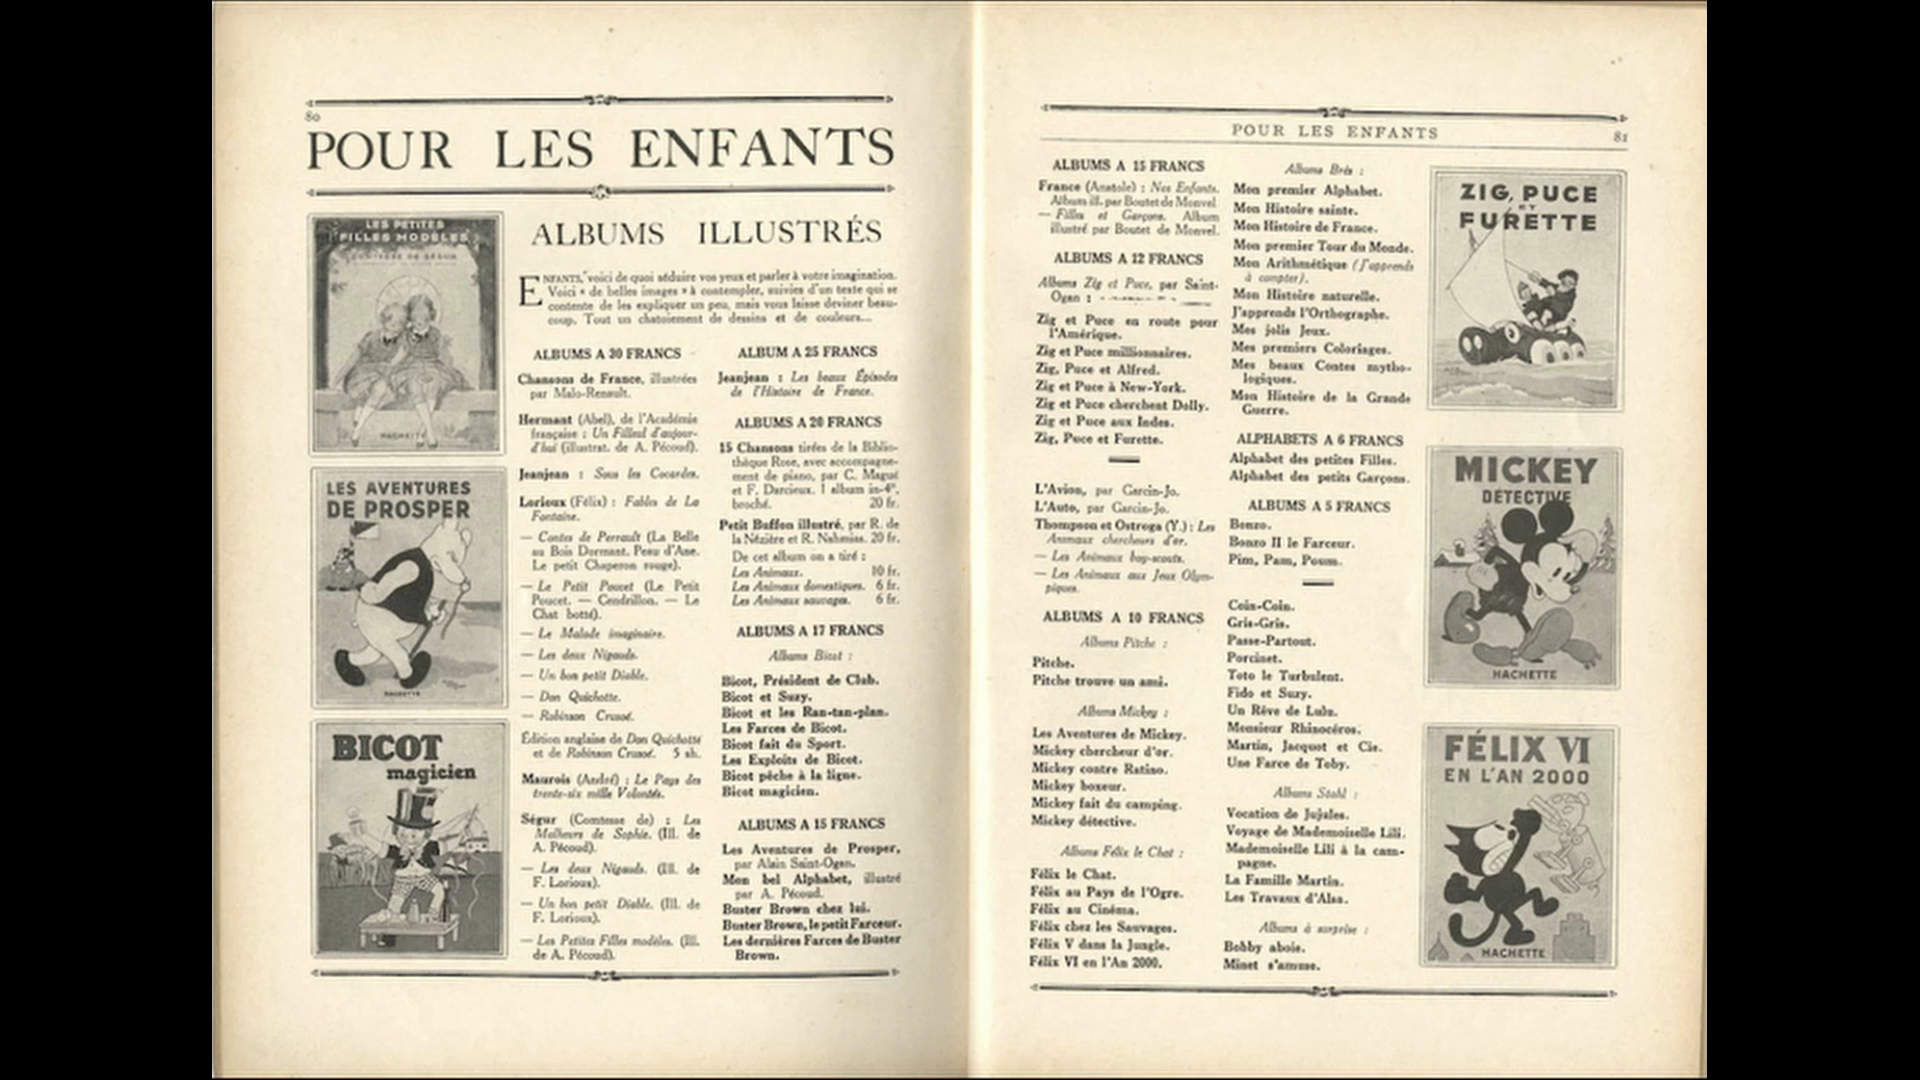 80
POUR LES ENFANTS
LES PETITES
FILLES MODÈLES
COMTESSE DE SÉGUR
HACHETTE
LES AVENTURES
DE PROSPER
HACHETTE
BICOT
magicien
ALBUMS ILLUSTRÉS
ENFANTS, voici de quoi séduire vos yeux et parler à votre imagination.
Voici « de belles images » à contempler, suivies d'un texte qui se
contente de les expliquer un peu, mais vous laisse deviner beau-
coup. Tout un chatoiement de dessins et de couleurs...
ALBUMS A 30 FRANCS
Chansons de France, illustrées
par Malo-Renault.
Hermant (Abel), de l'Académie
française : Un Filleul d'aujour-
d'hui (illustrat. de A. Pécoud).
Jeanjean : Sous les Cocardes.
Lorioux (Félix) : Fables de La
Fontaine.
— Contes de Perrault (La Belle
au Bois Dormant. Peau d'Ane.
Le petit Chaperon rouge).
— Le Petit Poucet (Le Petit
Poucet. — Cendrillon. — Le
Chat botté).
— Le Malade imaginaire.
— Les deux Nigauds.
— Un bon petit Diable.
— Don Quichotte.
— Robinson Crusoé.
Édition anglaise de Don Quichotte
et de Robinson Crusoé. 5 sh.
Maurois (André) : Le Pays des
trente-six mille Volontés.
Ségur (Comtesse de) : Les
Malheurs de Sophie. (Ill. de
A. Pécoud).
— Les deux Nigauds. (Ill. de
F. Lorioux).
— Un bon petit Diable. (Ill. de
F. Lorioux).
— Les Petites Filles modèles. (Ill.
de A. Pécoud).
ALBUM A 25 FRANCS
Jeanjean : Les beaux Épisodes
de l'Histoire de France.
ALBUMS A 20 FRANCS
15 Chansons tirées de la Biblio-
thèque Rose, avec accompagne-
ment de piano, par C. Magué
et F. Darcieux. 1 album in-4°,
broché. 20 fr.
Petit Buffon illustré, par R. de
la Nézière et R. Nahmias. 20 fr.
De cet album on a tiré :
Les Animaux. 10 fr.
Les Animaux domestiques. 6 fr.
Les Animaux sauvages. 6 fr.
ALBUMS A 17 FRANCS
Albums Bicot :
Bicot, Président de Club.
Bicot et Suzy.
Bicot et les Ran-tan-plan.
Les Farces de Bicot.
Bicot fait du Sport.
Les Exploits de Bicot.
Bicot pêche à la ligne.
Bicot magicien.
ALBUMS A 15 FRANCS
Les Aventures de Prosper,
par Alain Saint-Ogan.
Mon bel Alphabet, illustré
par A. Pécoud.
Buster Brown chez lui.
Buster Brown, le petit Farceur.
Les dernières Farces de Buster
Brown.
POUR LES ENFANTS
81
ALBUMS A 15 FRANCS
France (Anatole) : Nos Enfants.
Album ill. par Boutet de Monvel
— Filles et Garçons. Album
illustré par Boutet de Monvel.
ALBUMS A 12 FRANCS
Albums Zig et Puce, par Saint-
Ogan :
Zig et Puce en route pour
l'Amérique.
Zig et Puce millionnaires.
Zig, Puce et Alfred.
Zig et Puce à New-York.
Zig et Puce cherchent Dolly.
Zig et Puce aux Indes.
Zig, Puce et Furette.
L'Avion, par Garcin-Jo.
L'Auto, par Garcin-Jo.
Thompson et Ostroga (Y.) : Les
Animaux chercheurs d'or.
— Les Animaux boy-scouts.
— Les Animaux aux Jeux Olym-
piques.
ALBUMS A 10 FRANCS
Albums Pitche :
Pitche.
Pitche trouve un ami.
Albums Mickey :
Les Aventures de Mickey.
Mickey chercheur d'or.
Mickey contre Ratino.
Mickey boxeur.
Mickey fait du camping.
Mickey détective.
Albums Félix le Chat :
Félix le Chat.
Félix au Pays de l'Ogre.
Félix au Cinéma.
Félix chez les Sauvages.
Félix V dans la Jungle.
Félix VI en l'An 2000.
Albums Brès :
Mon premier Alphabet.
Mon Histoire sainte.
Mon Histoire de France.
Mon premier Tour du Monde.
Mon Arithmétique (J'apprends
à compter).
Mon Histoire naturelle.
J'apprends l'Orthographe.
Mes jolis Jeux.
Mes premiers Coloriages.
Mes beaux Contes mytho-
logiques.
Mon Histoire de la Grande
Guerre.
ALPHABETS A 6 FRANCS
Alphabet des petites Filles.
Alphabet des petits Garçons.
ALBUMS A 5 FRANCS
Bonzo.
Bonzo II le Farceur.
Pim, Pam, Poum.
Coin-Coin.
Gris-Gris.
Passe-Partout.
Porcinet.
Toto le Turbulent.
Fido et Suzy.
Un Rêve de Lulu.
Monsieur Rhinocéros.
Martin, Jacquot et Cie.
Une Farce de Toby.
Albums Stahl :
Vocation de Jujules.
Voyage de Mademoiselle Lili.
Mademoiselle Lili à la cam-
pagne.
La Famille Martin.
Les Travaux d'Alsa.
Albums à surprise :
Bobby aboie.
Minet s'amuse.
ZIG, PUCE
ET
FURETTE
MICKEY
DÉTECTIVE
HACHETTE
FÉLIX VI
EN L'AN 2000
HACHETTE